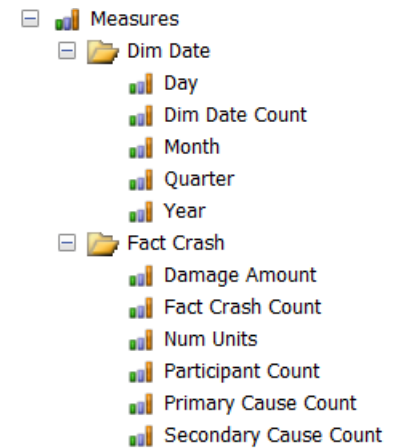 Measures
Dim Date
Day
Dim Date Count
Month
Quarter
Year
Fact Crash
Damage Amount
Fact Crash Count
Num Units
Participant Count
Primary Cause Count
Secondary Cause Count